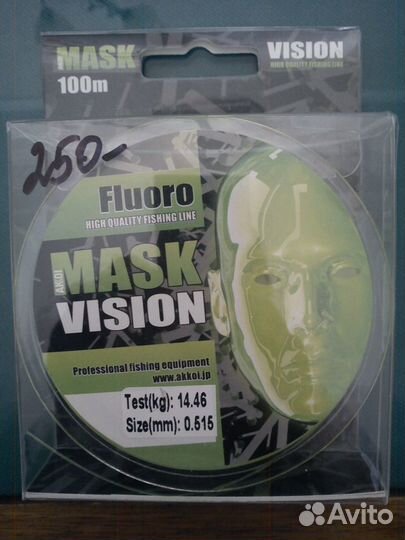 MASK
VISION
100m
HIGH QUALITY FISHING LINE
250-
Fluoro
HIGH QUALITY FISHING LINE
AKOI
MASK
VISION
Professional fishing equipment
www.akkoi.jp
Test(kg): 14.46
Size(mm): 0.515
Avito